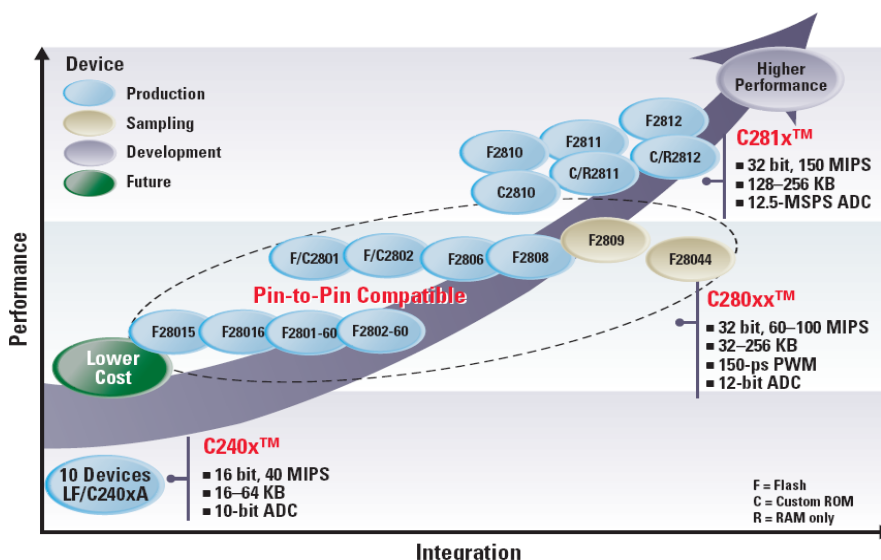 Device
Production
Sampling
Development
Future
Higher
Performance
F2812
F2811
F2810
C/R2812
C/R2811
C2810
C281x™
■ 32 bit, 150 MIPS
■ 128–256 KB
■ 12.5-MSPS ADC
F/C2801
F/C2802
F2806
F2808
F2809
F28044
Pin-to-Pin Compatible
F28015
F28016
F2801-60
F2802-60
C280xx™
■ 32 bit, 60–100 MIPS
■ 32–256 KB
■ 150-ps PWM
■ 12-bit ADC
Lower
Cost
C240x™
■ 16 bit, 40 MIPS
■ 16–64 KB
■ 10-bit ADC
10 Devices
LF/C240xA
F = Flash
C = Custom ROM
R = RAM only
Performance
Integration